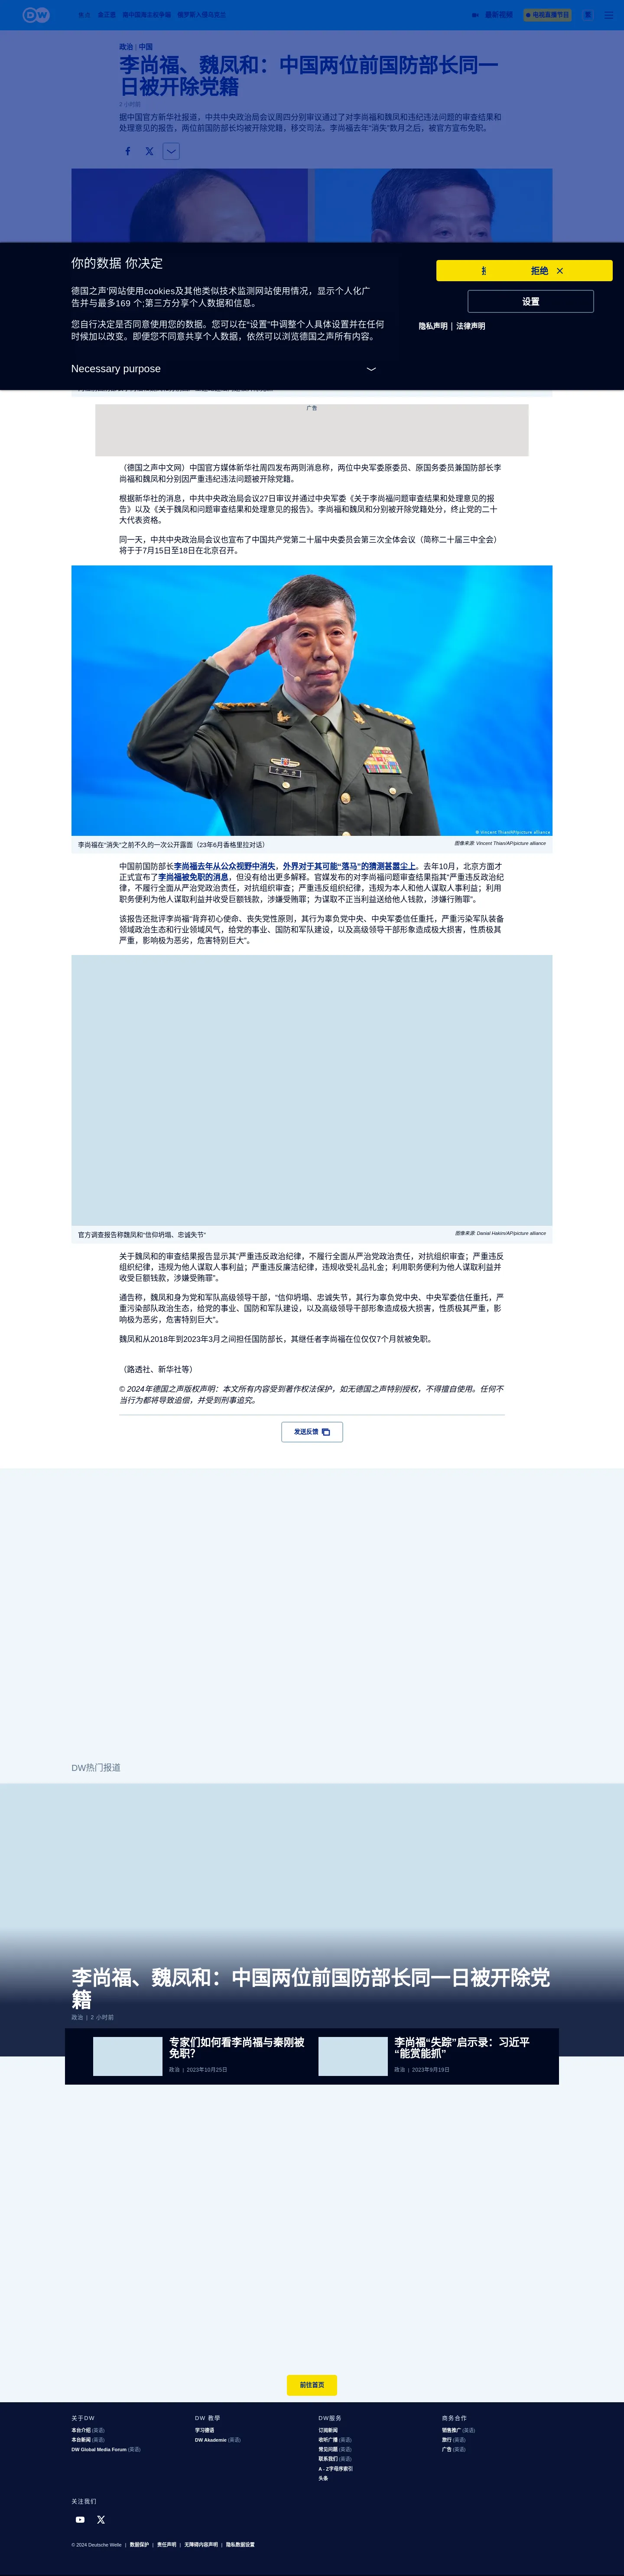 DW
焦点
金正恩
南中国海主权争端
俄罗斯入侵乌克兰
最新视频
电视直播节目
政治 | 中国
李尚福、魏凤和：中国两位前国防部长同一
日被开除党籍
2 小时前
据中国官方新华社报道，中共中央政治局会议周四分别审议通过了对李尚福和魏凤和违纪违法问题的审查结果和
处理意见的报告，两位前国防部长均被开除党籍，移交司法。李尚福去年"消失"数月之后，被官方宣布免职。
你的数据 你决定
德国之声'网站使用cookies及其他类似技术监测网站使用情况，显示个人化广
告并与最多169 个;第三方分享个人数据和信息。
您自行决定是否同意使用您的数据。您可以在"设置"中调整个人具体设置并在任何
时候加以改变。即便您不同意共享个人数据，依然可以浏览德国之声所有内容。
Necessary purpose
拒绝
设置
隐私声明 | 法律声明
广告
（德国之声中文网）中国官方媒体新华社周四发布两则消息称，两位中央军委原委员、原国务委员兼国防部长李
尚福和魏凤和分别因严重违纪违法问题被开除党籍。
根据新华社的消息，中共中央政治局会议27日审议并通过中央军委《关于李尚福问题审查结果和处理意见的报
告》以及《关于魏凤和问题审查结果和处理意见的报告》。李尚福和魏凤和分别被开除党籍处分，终止党的二十
大代表资格。
同一天，中共中央政治局会议也宣布了中国共产党第二十届中央委员会第三次全体会议（简称二十届三中全会）
将于于7月15日至18日在北京召开。
© Vincent Thian/AP/picture alliance
李尚福在"消失"之前不久的一次公开露面（23年6月香格里拉对话）
图像来源: Vincent Thian/AP/picture alliance
中国前国防部长李尚福去年从公众视野中消失，外界对于其可能"落马"的猜测甚嚣尘上。去年10月，北京方面才
正式宣布了李尚福被免职的消息，但没有给出更多解释。官媒发布的对李尚福问题审查结果指其"严重违反政治纪
律，不履行全面从严治党政治责任，对抗组织审查；严重违反组织纪律，违规为本人和他人谋取人事利益；利用
职务便利为他人谋取利益并收受巨额钱款，涉嫌受贿罪；为谋取不正当利益送给他人钱款，涉嫌行贿罪"。
该报告还批评李尚福"背弃初心使命、丧失党性原则，其行为辜负党中央、中央军委信任重托，严重污染军队装备
领域政治生态和行业领域风气，给党的事业、国防和军队建设，以及高级领导干部形象造成极大损害，性质极其
严重，影响极为恶劣，危害特别巨大"。
官方调查报告称魏凤和"信仰坍塌、忠诚失节"
图像来源: Danial Hakim/AP/picture alliance
关于魏凤和的审查结果报告显示其"严重违反政治纪律，不履行全面从严治党政治责任，对抗组织审查；严重违反
组织纪律，违规为他人谋取人事利益；严重违反廉洁纪律，违规收受礼品礼金；利用职务便利为他人谋取利益并
收受巨额钱款，涉嫌受贿罪"。
通告称，魏凤和身为党和军队高级领导干部，"信仰坍塌、忠诚失节，其行为辜负党中央、中央军委信任重托，严
重污染部队政治生态，给党的事业、国防和军队建设，以及高级领导干部形象造成极大损害，性质极其严重，影
响极为恶劣，危害特别巨大"。
魏凤和从2018年到2023年3月之间担任国防部长，其继任者李尚福在位仅仅7个月就被免职。
（路透社、新华社等）
© 2024年德国之声版权声明：本文所有内容受到著作权法保护，如无德国之声特别授权，不得擅自使用。任何不
当行为都将导致追偿，并受到刑事追究。
发送反馈
DW热门报道
李尚福、魏凤和：中国两位前国防部长同一日被开除党
籍
政治 | 2 小时前
专家们如何看李尚福与秦刚被
免职？
政治 | 2023年10月25日
李尚福"失踪"启示录：习近平
"能赏能抓"
政治 | 2023年9月19日
前往首页
关于DW
本台介绍 (英语)
本台新闻 (英语)
DW Global Media Forum (英语)
DW 教学
学习德语
DW Akademie (英语)
DW服务
订阅新闻
收听广播 (英语)
常见问题 (英语)
联系我们 (英语)
A - Z字母序索引
头条
商务合作
销售推广 (英语)
旅行 (英语)
广告 (英语)
关注我们
© 2024 Deutsche Welle | 数据保护 | 责任声明 | 无障碍内容声明 | 隐私数据设置